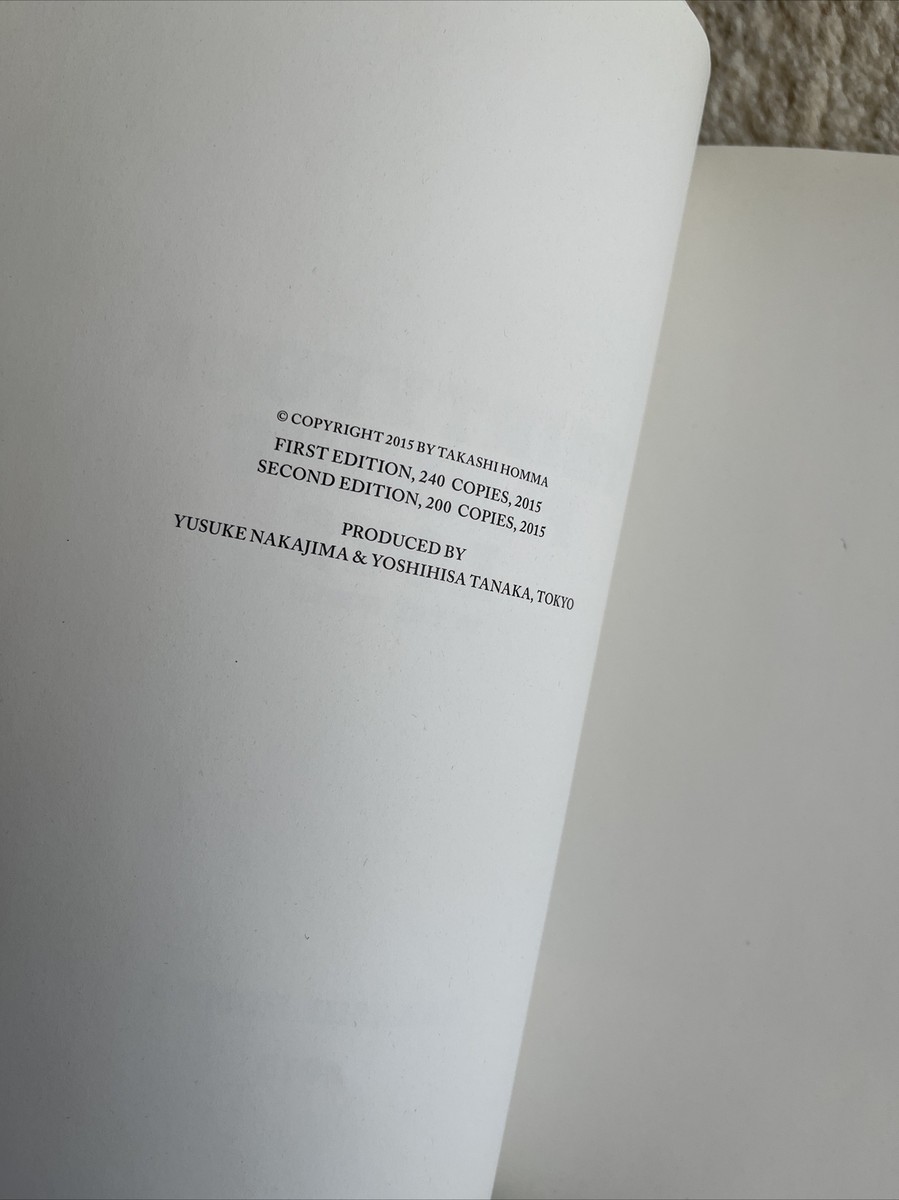 © COPYRIGHT 2015 BY TAKASHI HOMMA
FIRST EDITION, 240 COPIES, 2015
SECOND EDITION, 200 COPIES, 2015
PRODUCED BY
YUSUKE NAKAJIMA & YOSHIHISA TANAKA, TOKYO